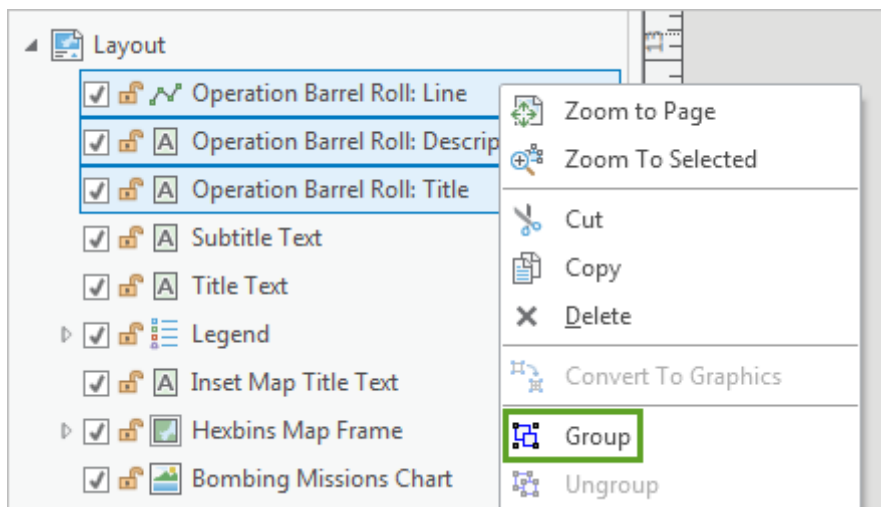 Layout
Operation Barrel Roll: Line
Operation Barrel Roll: Descrip
Operation Barrel Roll: Title
Subtitle Text
Title Text
Legend
Inset Map Title Text
Hexbins Map Frame
Bombing Missions Chart
13
Zoom to Page
Zoom To Selected
Cut
Copy
Delete
Convert To Graphics
Group
Ungroup